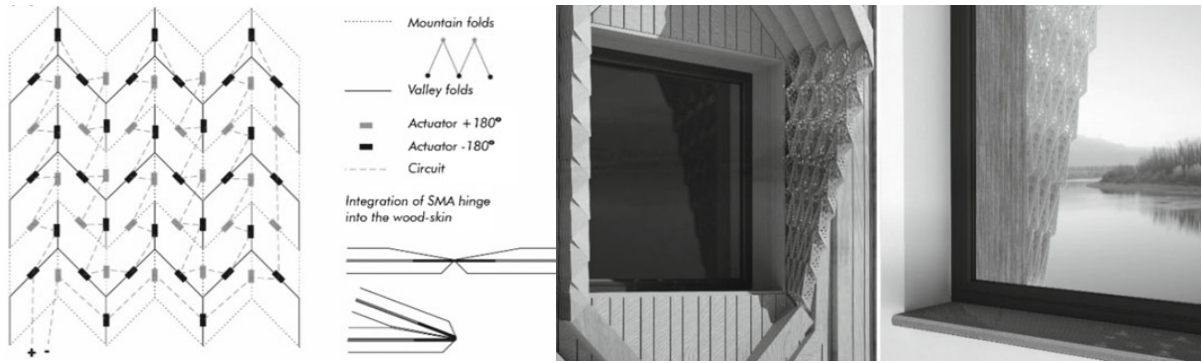 Mountain folds
Valley folds
Actuator +180°
Actuator -180°
Circuit
Integration of SMA hinge
into the wood-skin
+ -